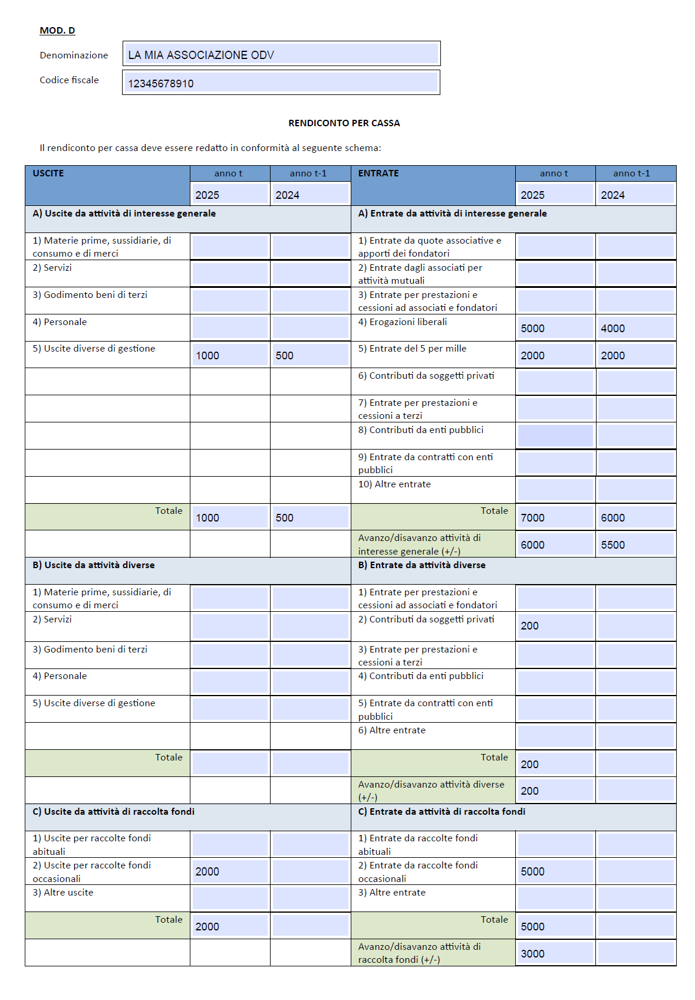 MOD. D
Denominazione LA MIA ASSOCIAZIONE ODV
Codice fiscale 12345678910
RENDICONTO PER CASSA
Il rendiconto per cassa deve essere redatto in conformità al seguente schema:
USCITE anno t anno t-1 ENTRATE anno t anno t-1
2025 2024 2025 2024
A) Uscite da attività di interesse generale A) Entrate da attività di interesse generale
1) Materie prime, sussidiarie, di 1) Entrate da quote associative e
consumo e di merci apporti dei fondatori
2) Servizi 2) Entrate dagli associati per
attività mutuali
3) Godimento beni di terzi 3) Entrate per prestazioni e
cessioni ad associati e fondatori
4) Personale 4) Erogazioni liberali 5000 4000
5) Uscite diverse di gestione 1000 500 5) Entrate del 5 per mille 2000 2000
6) Contributi da soggetti privati
7) Entrate per prestazioni e
cessioni a terzi
8) Contributi da enti pubblici
9) Entrate da contratti con enti
pubblici
10) Altre entrate
Totale 1000 500 Totale 7000 6000
Avanzo/disavanzo attività di
interesse generale (+/-) 6000 5500
B) Uscite da attività diverse B) Entrate da attività diverse
1) Materie prime, sussidiarie, di 1) Entrate per prestazioni e
consumo e di merci cessioni ad associati e fondatori
2) Servizi 2) Contributi da soggetti privati 200
3) Godimento beni di terzi 3) Entrate per prestazioni e
cessioni a terzi
4) Personale 4) Contributi da enti pubblici
5) Uscite diverse di gestione 5) Entrate da contratti con enti
pubblici
6) Altre entrate
Totale Totale 200
Avanzo/disavanzo attività diverse 200
(+/-)
C) Uscite da attività di raccolta fondi C) Entrate da attività di raccolta fondi
1) Uscite per raccolte fondi 1) Entrate da raccolte fondi
abituali abituali
2) Uscite per raccolte fondi 2000 2) Entrate da raccolte fondi 5000
occasionali occasionali
3) Altre uscite 3) Altre entrate
Totale 2000 Totale 5000
Avanzo/disavanzo attività di 3000
raccolta fondi (+/-)